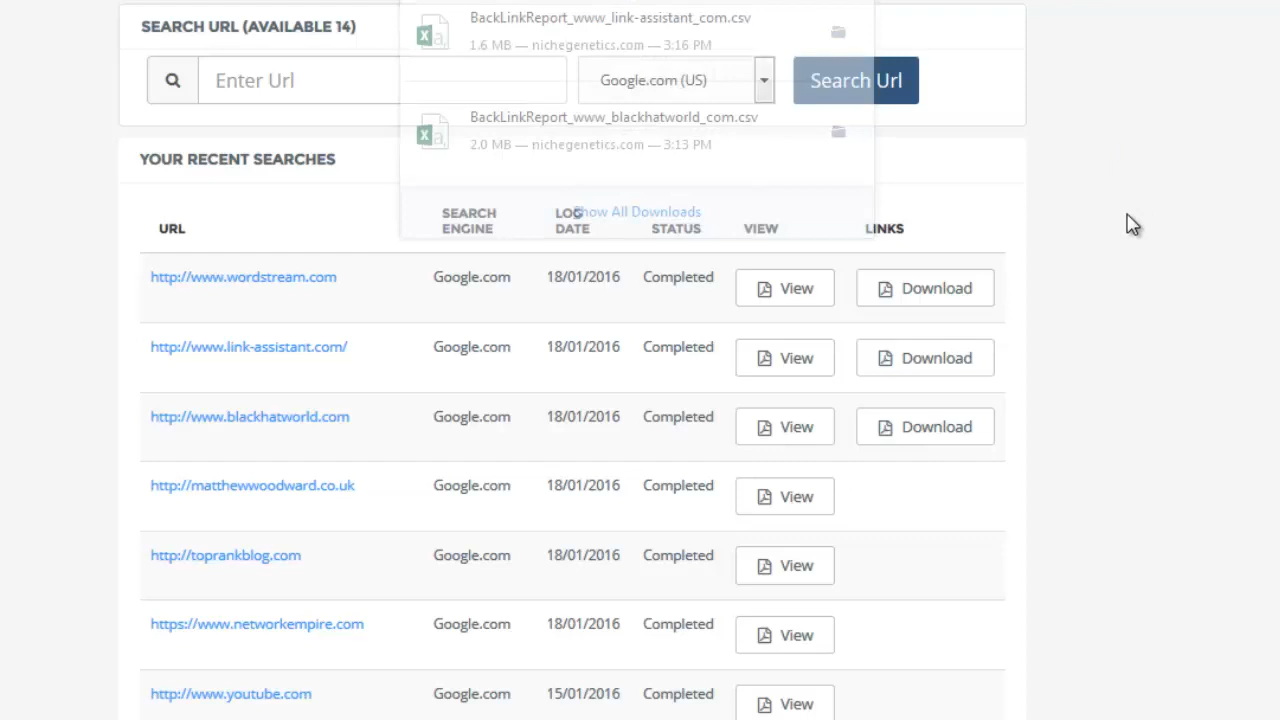 SEARCH URL (AVAILABLE 14)
BackLinkReport_www_link-assistant_com.csv
1.6 MB — nichegenetics.com — 3:16 PM
Enter Url
Google.com (US)
Search Url
BackLinkReport_www_blackhatworld_com.csv
2.0 MB — nichegenetics.com — 3:13 PM
YOUR RECENT SEARCHES
Show All Downloads
URL SEARCH ENGINE LOG DATE STATUS VIEW LINKS
http://www.wordstream.com Google.com 18/01/2016 Completed View Download
http://www.link-assistant.com/ Google.com 18/01/2016 Completed View Download
http://www.blackhatworld.com Google.com 18/01/2016 Completed View Download
http://matthewwoodward.co.uk Google.com 18/01/2016 Completed View
http://toprankblog.com Google.com 18/01/2016 Completed View
https://www.networkempire.com Google.com 18/01/2016 Completed View
http://www.youtube.com Google.com 15/01/2016 Completed View